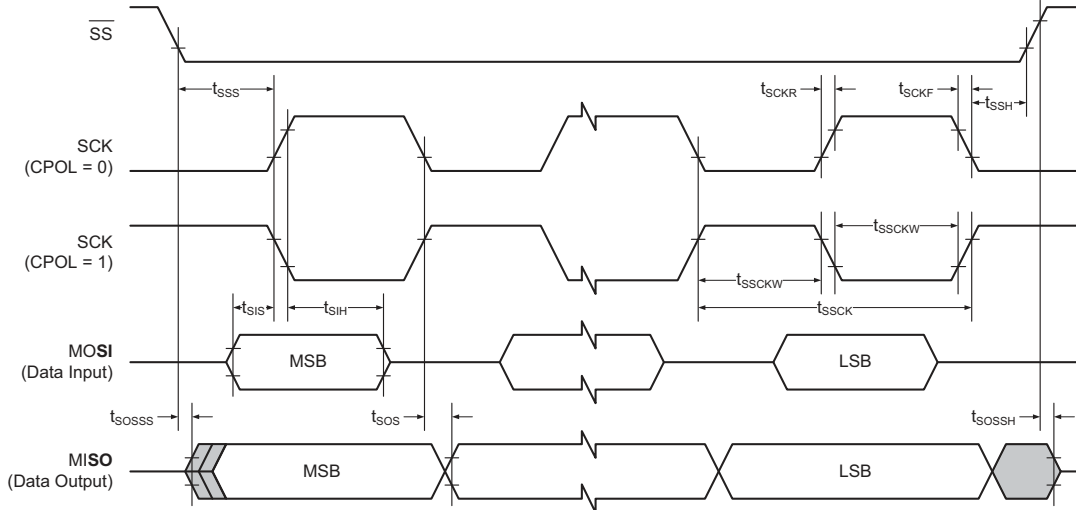 SS
tSSS
tSCKR
tSCKF
tSSH
SCK
(CPOL = 0)
SCK
(CPOL = 1)
tSSCKW
tSSCKW
tSSCK
tSIS
tSIH
MOSI
(Data Input)
MSB
LSB
tSOSSS
tSOS
tSOSSH
MISO
(Data Output)
MSB
LSB